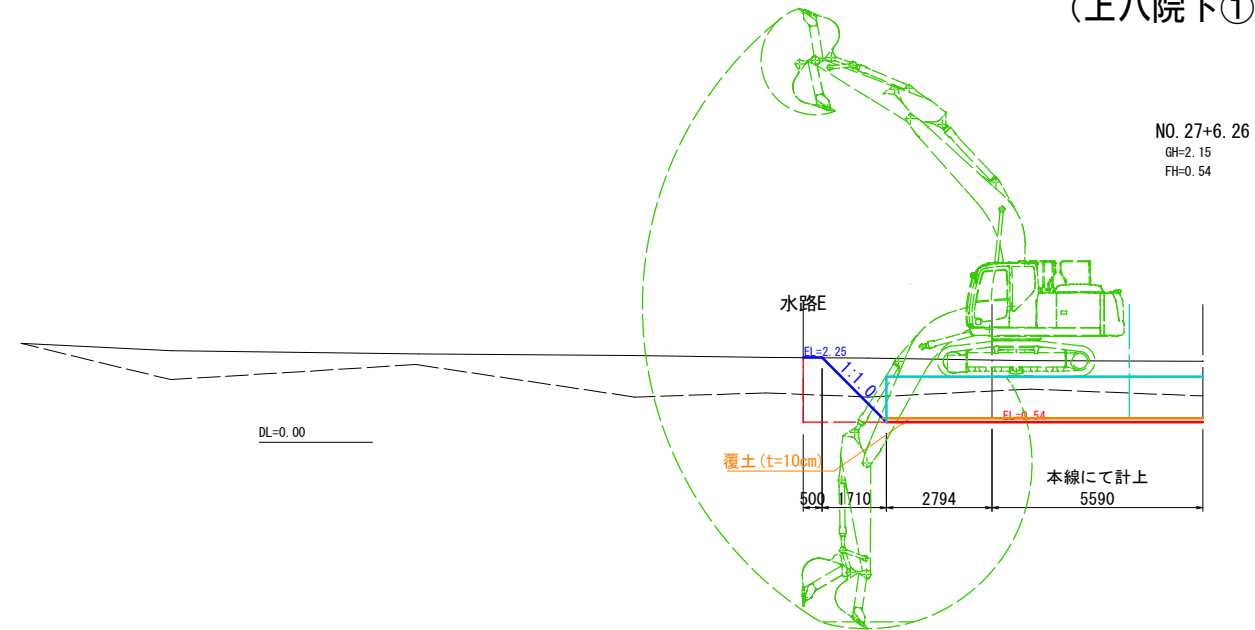 （上八院下①
NO. 27+6. 26
GH=2. 15
FH=0. 54
水路E
EL=2. 25
1:1. 0
EL=0. 54
DL=0. 00
覆土(t=10cm)
本線にて計上
500 1710 2794 5590